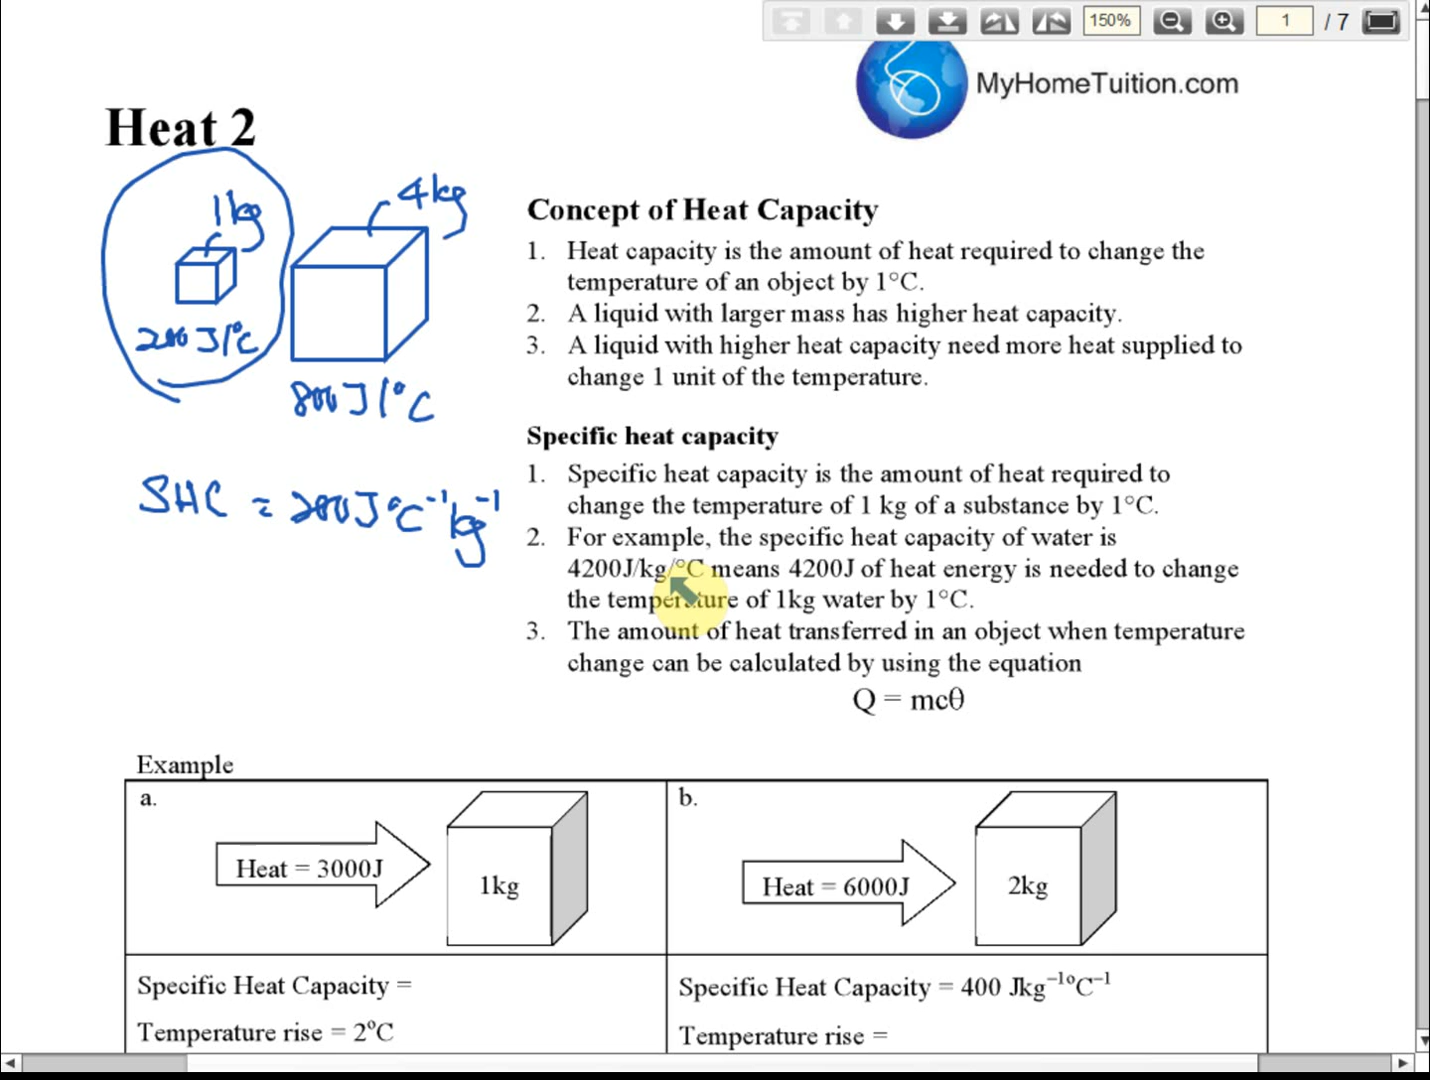 150%
1
/ 7
MyHomeTuition.com
Heat 2
1kg
4kg
200 J/°C
800 J/°C
SHC = 200 J °C⁻¹ kg⁻¹
Concept of Heat Capacity
1. Heat capacity is the amount of heat required to change the
temperature of an object by 1°C.
2. A liquid with larger mass has higher heat capacity.
3. A liquid with higher heat capacity need more heat supplied to
change 1 unit of the temperature.
Specific heat capacity
1. Specific heat capacity is the amount of heat required to
change the temperature of 1 kg of a substance by 1°C.
2. For example, the specific heat capacity of water is
4200J/kg/°C means 4200J of heat energy is needed to change
the temperature of 1kg water by 1°C.
3. The amount of heat transferred in an object when temperature
change can be calculated by using the equation
Q = mcθ
Example
a.
Heat = 3000J
1kg
Specific Heat Capacity =
Temperature rise = 2°C
b.
Heat = 6000J
2kg
Specific Heat Capacity = 400 Jkg⁻¹°C⁻¹
Temperature rise =